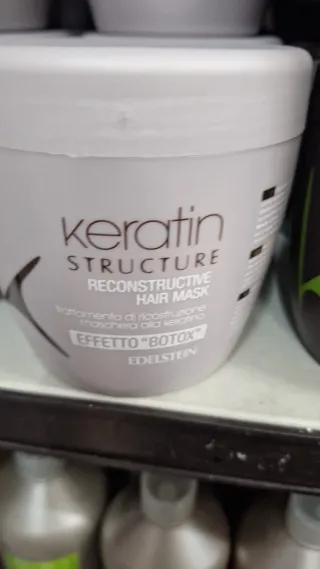 keratin
STRUCTURE
RECONSTRUCTIVE
HAIR MASK
trattamento di ricostruzione
maschera alla keratina
EFFETTO "BOTOX"
EDELSTEIN